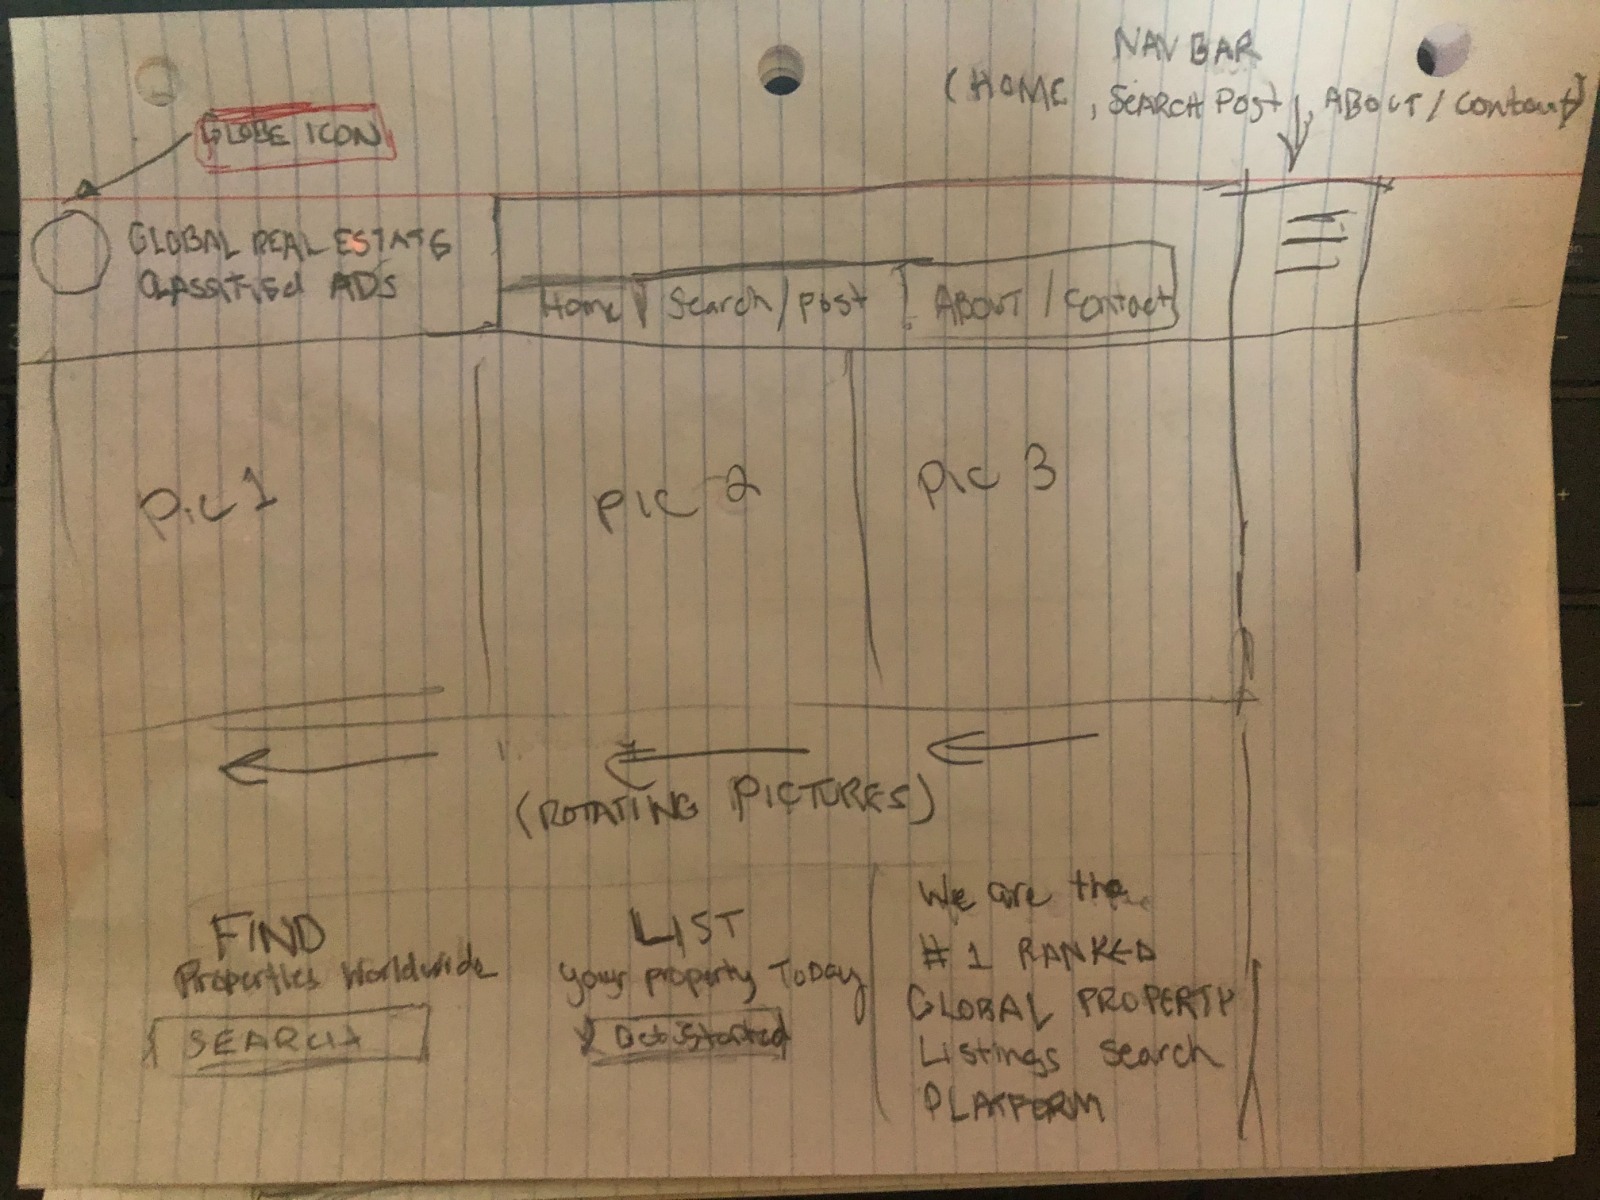 NAV BAR
(HOME, SEARCH Post, ABOUT / Contact)
GLOBE ICON
GLOBAL REAL ESTATE
Classified ADS
Home Search / post ABOUT / Contact
Pic 1
PIC 2
PIC 3
(ROTATING PICTURES)
FIND
Properties Worldwide
SEARCH
LIST
your property Today
Get Started
We are the
# 1 RANKED
GLOBAL PROPERTY
Listings Search
PLATFORM